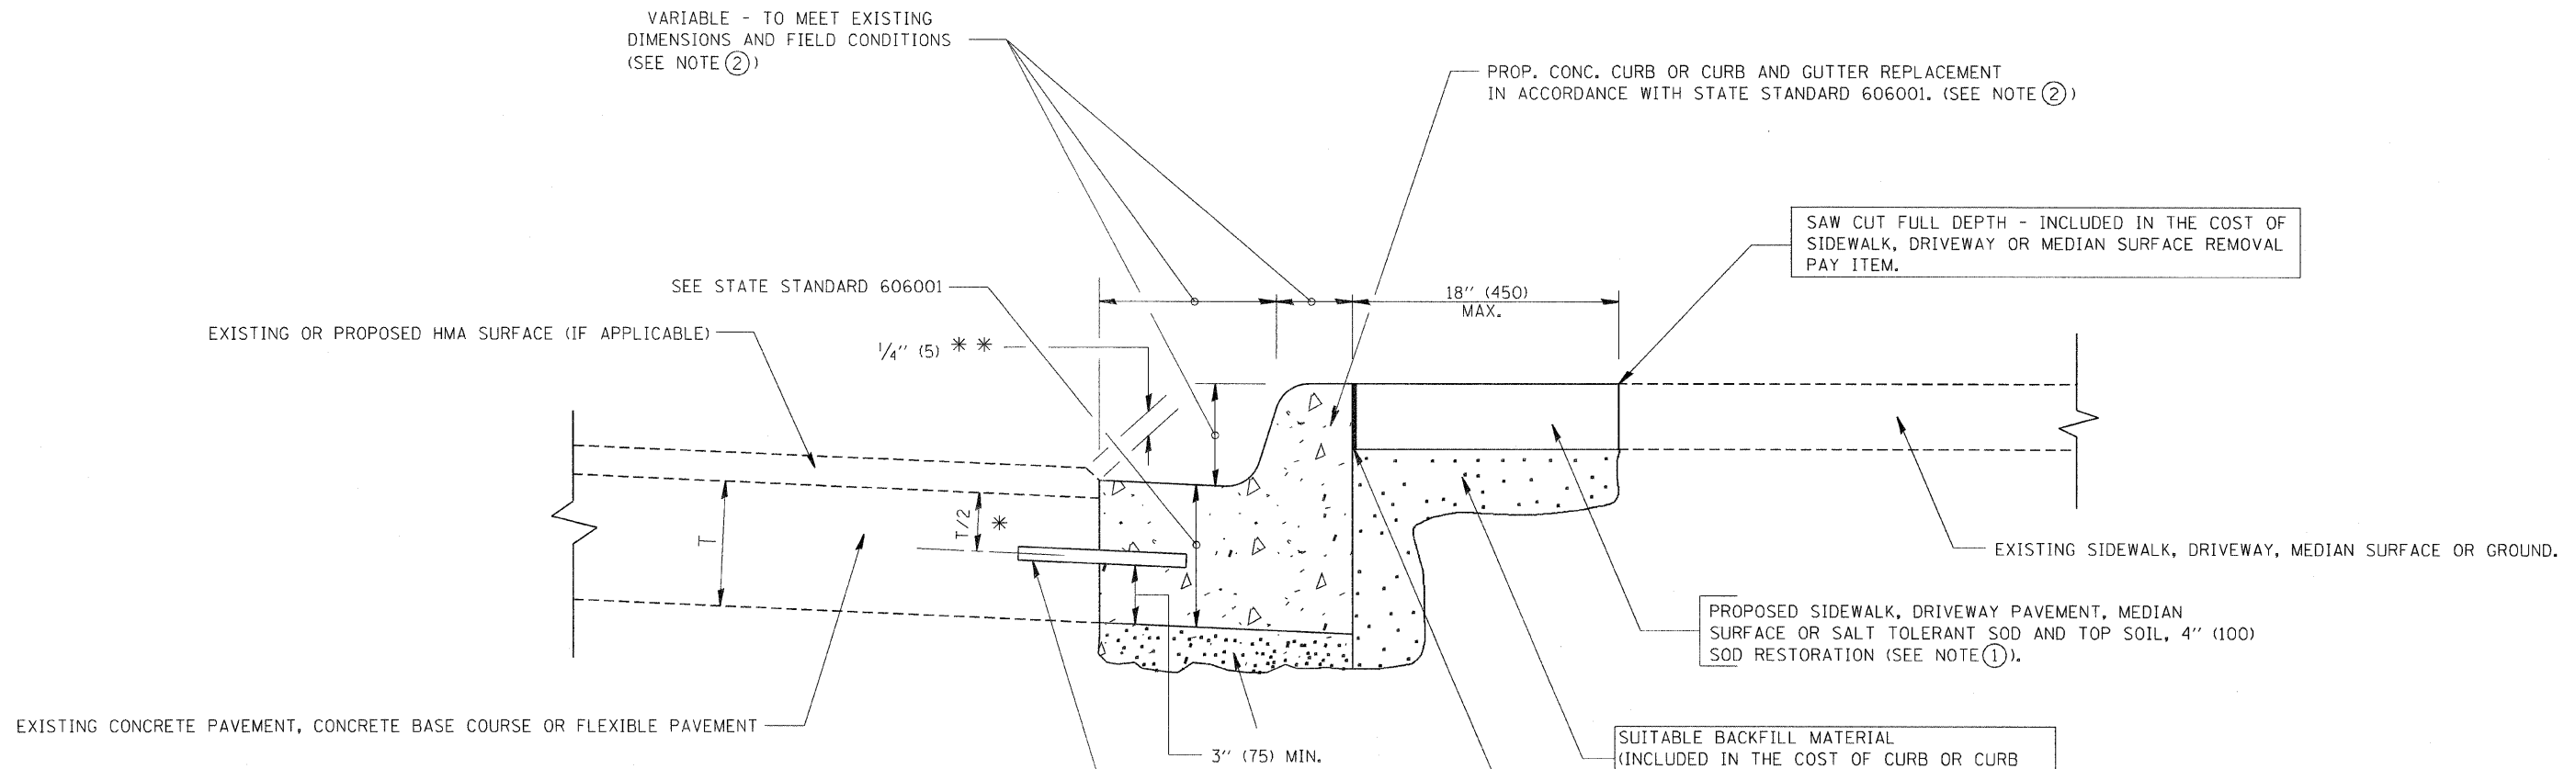 VARIABLE - TO MEET EXISTING
DIMENSIONS AND FIELD CONDITIONS
(SEE NOTE ②)
PROP. CONC. CURB OR CURB AND GUTTER REPLACEMENT
IN ACCORDANCE WITH STATE STANDARD 606001. (SEE NOTE ②)
SAW CUT FULL DEPTH - INCLUDED IN THE COST OF
SIDEWALK, DRIVEWAY OR MEDIAN SURFACE REMOVAL
PAY ITEM.
SEE STATE STANDARD 606001
18" (450)
MAX.
EXISTING OR PROPOSED HMA SURFACE (IF APPLICABLE)
1/4" (5) * *
T
T/2 *
EXISTING SIDEWALK, DRIVEWAY, MEDIAN SURFACE OR GROUND.
PROPOSED SIDEWALK, DRIVEWAY PAVEMENT, MEDIAN
SURFACE OR SALT TOLERANT SOD AND TOP SOIL, 4" (100)
SOD RESTORATION (SEE NOTE ①).
EXISTING CONCRETE PAVEMENT, CONCRETE BASE COURSE OR FLEXIBLE PAVEMENT
3" (75) MIN.
SUITABLE BACKFILL MATERIAL
(INCLUDED IN THE COST OF CURB OR CURB